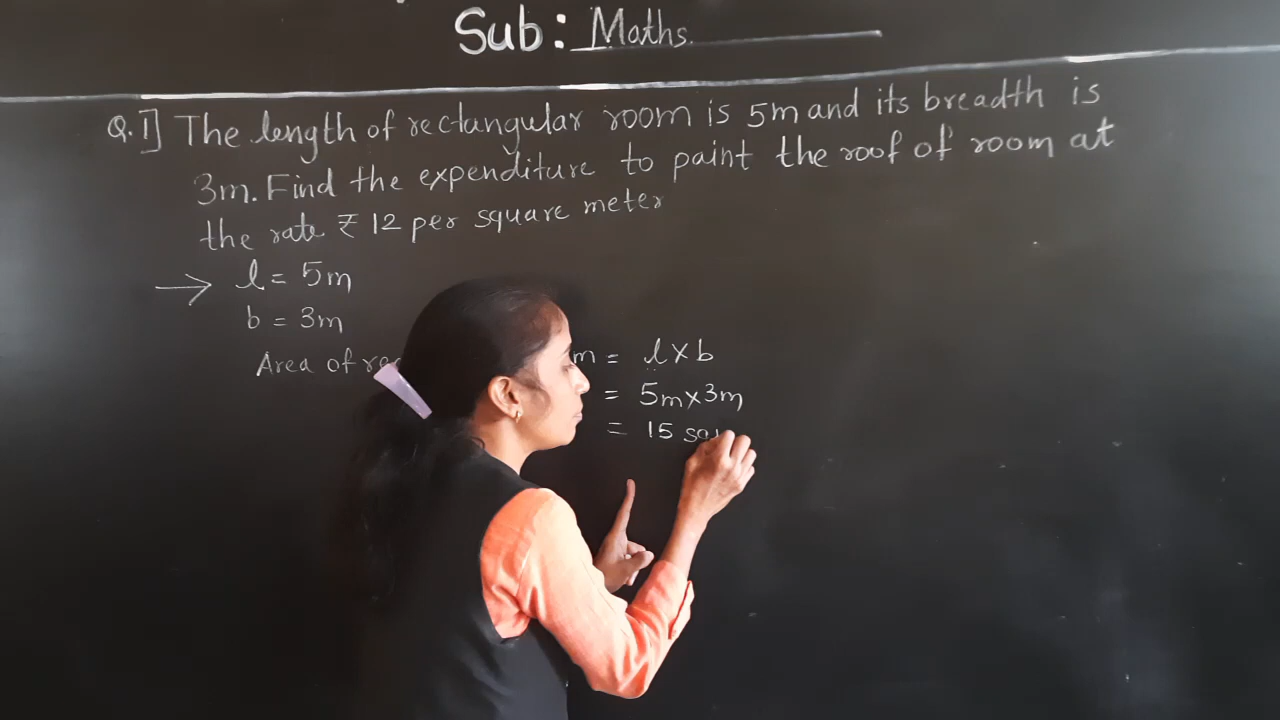 Sub: Maths.
Q.1] The length of rectangular room is 5m and its breadth is
3m. Find the expenditure to paint the roof of room at
the rate ₹ 12 per square meter
→ l = 5m
b = 3m
Area of = l × b
= 5m × 3m
= 15